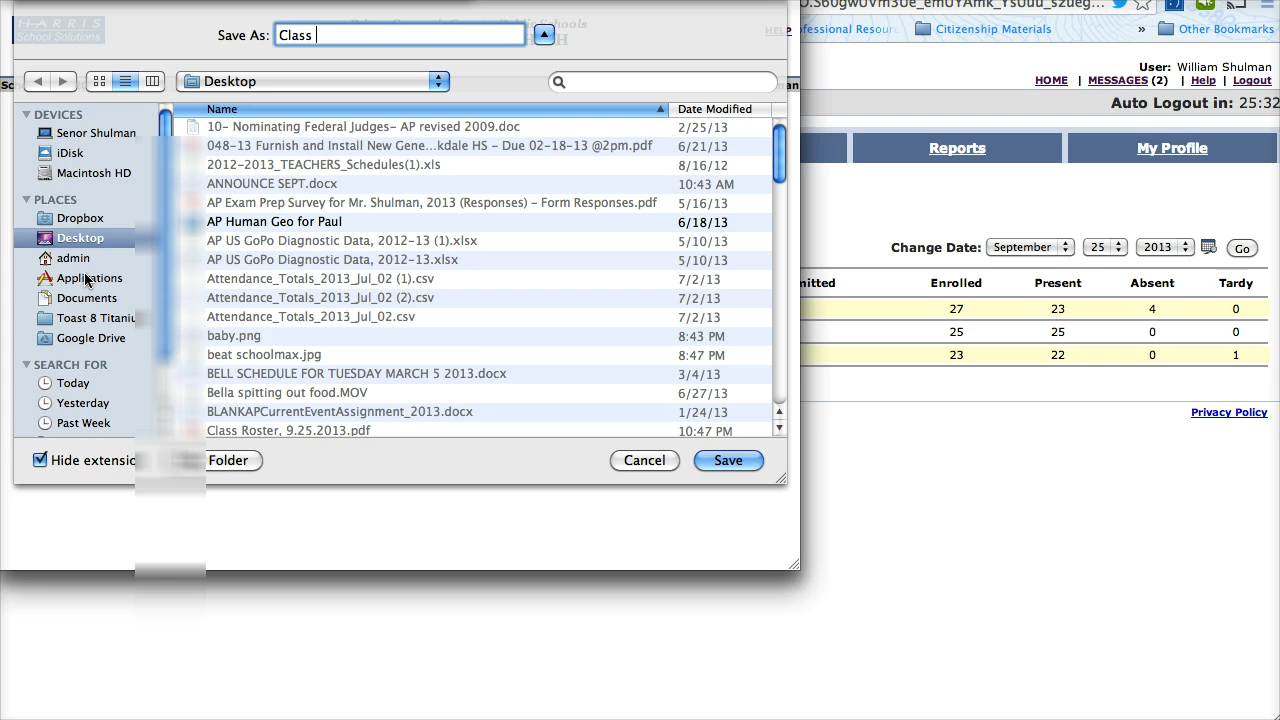 .S60gwUVm3Ue_emUYAmk_Ysuuu_szueg...
HARRIS
School Solutions
Public Schools
Save As: Class
HELP
ofessional Resour
Citizenship Materials
»
Other Bookmarks
Desktop
User: William Shulman
HOME | MESSAGES (2) | Help | Logout
Auto Logout in: 25:32
DEVICES
Senor Shulman
iDisk
Macintosh HD
PLACES
Dropbox
Desktop
admin
Applications
Documents
Toast 8 Titaniu
Google Drive
SEARCH FOR
Today
Yesterday
Past Week
Name Date Modified
10- Nominating Federal Judges- AP revised 2009.doc 2/25/13
048-13 Furnish and Install New Gene...kdale HS - Due 02-18-13 @2pm.pdf 6/21/13
2012-2013_TEACHERS_Schedules(1).xls 8/16/12
ANNOUNCE SEPT.docx 10:43 AM
AP Exam Prep Survey for Mr. Shulman, 2013 (Responses) - Form Responses.pdf 5/16/13
AP Human Geo for Paul 6/18/13
AP US GoPo Diagnostic Data, 2012-13 (1).xlsx 5/10/13
AP US GoPo Diagnostic Data, 2012-13.xlsx 5/10/13
Attendance_Totals_2013_Jul_02 (1).csv 7/2/13
Attendance_Totals_2013_Jul_02 (2).csv 7/2/13
Attendance_Totals_2013_Jul_02.csv 7/2/13
baby.png 8:43 PM
beat schoolmax.jpg 8:47 PM
BELL SCHEDULE FOR TUESDAY MARCH 5 2013.docx 3/4/13
Bella spitting out food.MOV 6/27/13
BLANKAPCurrentEventAssignment_2013.docx 1/24/13
Class Roster, 9.25.2013.pdf 10:47 PM
Hide extensio
Folder
Cancel
Save
Reports
My Profile
Change Date: September 25 2013 Go
mitted Enrolled Present Absent Tardy
27 23 4 0
25 25 0 0
23 22 0 1
Privacy Policy